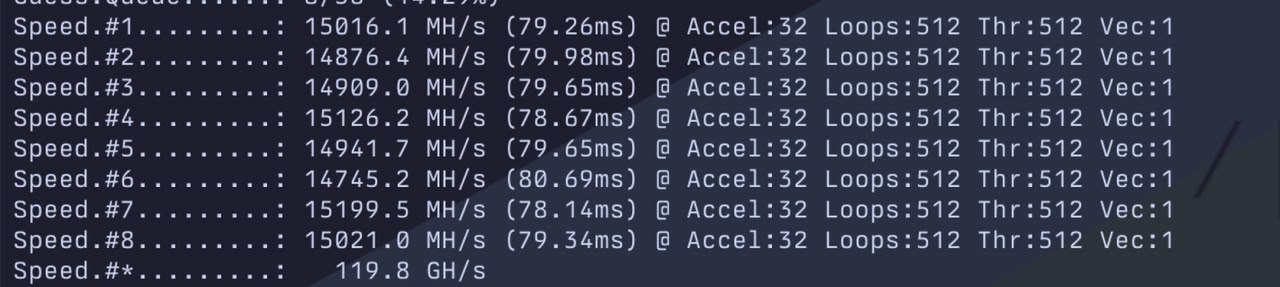 Guess.Queue.......: 8/56 (14.29%)
Speed.#1.........: 15016.1 MH/s (79.26ms) @ Accel:32 Loops:512 Thr:512 Vec:1
Speed.#2.........: 14876.4 MH/s (79.98ms) @ Accel:32 Loops:512 Thr:512 Vec:1
Speed.#3.........: 14909.0 MH/s (79.65ms) @ Accel:32 Loops:512 Thr:512 Vec:1
Speed.#4.........: 15126.2 MH/s (78.67ms) @ Accel:32 Loops:512 Thr:512 Vec:1
Speed.#5.........: 14941.7 MH/s (79.65ms) @ Accel:32 Loops:512 Thr:512 Vec:1
Speed.#6.........: 14745.2 MH/s (80.69ms) @ Accel:32 Loops:512 Thr:512 Vec:1
Speed.#7.........: 15199.5 MH/s (78.14ms) @ Accel:32 Loops:512 Thr:512 Vec:1
Speed.#8.........: 15021.0 MH/s (79.34ms) @ Accel:32 Loops:512 Thr:512 Vec:1
Speed.#*.........:   119.8 GH/s